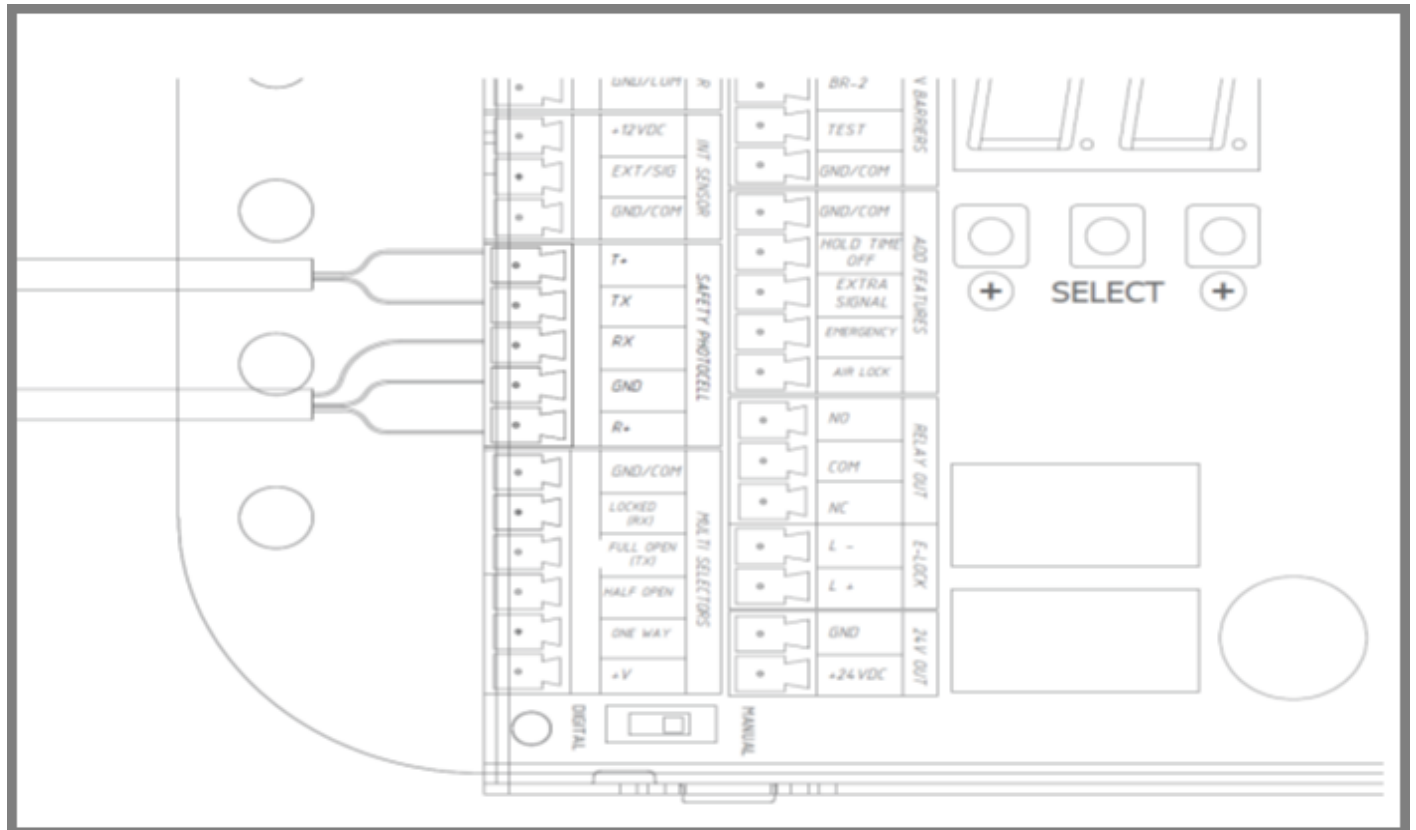 GND/COM
+12VDC
EXT/SIG
GND/COM
INT SENSOR
T+
TX
RX
GND
R+
SAFETY PHOTOCELL
GND/COM
LOCKED
(RX)
FULL OPEN
(TX)
HALF OPEN
ONE WAY
+V
MULTI SELECTORS
DIGITAL
MANUAL
BR-2
TEST
GND/COM
BARRIERS
GND/COM
HOLD TIME
OFF
EXTRA
SIGNAL
EMERGENCY
AIR LOCK
ADD FEATURES
NO
COM
NC
RELAY OUT
L -
L +
E-LOCK
GND
+24VDC
24V OUT
+ SELECT +